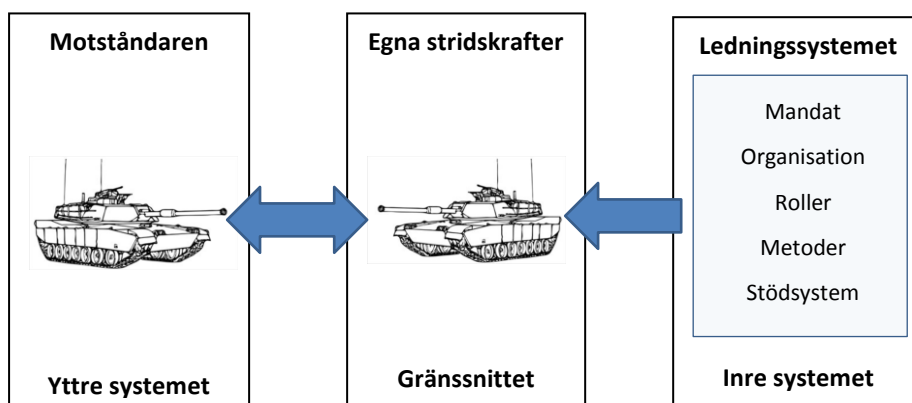 Motståndaren
Yttre systemet
Egna stridskrafter
Gränssnittet
Ledningssystemet
Mandat
Organisation
Roller
Metoder
Stödsystem
Inre systemet